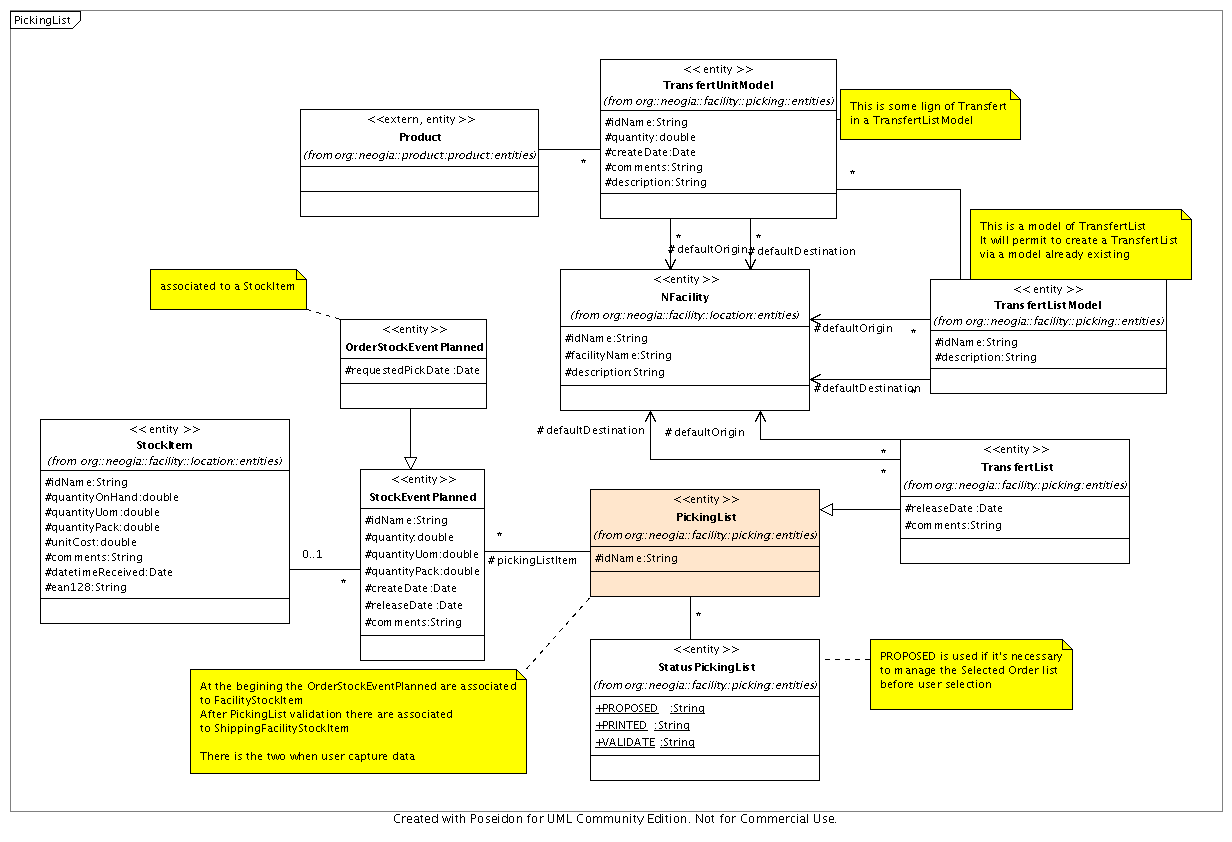 PickingList
<< entity >>
TransfertUnitModel
(from org::neogia::facility::picking::entities)
#idName:String
#quantity:double
#createDate:Date
#comments:String
#description:String
This is some lign of Transfert
in a TransfertListModel
<<extern, entity >>
Product
(from org::neogia::product:product:entities)
*
*
This is a model of TransfertList
It will permit to create a TransfertList
via a model already existing
*
*
#defaultOrigin
#defaultDestination
associated to a StockItem
<< entity >>
NFacility
(from org::neogia::facility::location::entities)
#idName:String
#facilityName:String
#description:String
<< entity >>
TransfertListModel
(from org::neogia::facility::picking::entities)
#idName:String
#description:String
#defaultOrigin
*
#defaultDestination
*
<<entity >>
OrderStockEventPlanned
#requestedPickDate :Date
#defaultDestination
#defaultOrigin
<< entity >>
StockItem
(from org::neogia::facility::location::entities)
#idName:String
#quantityOnHand:double
#quantityUom:double
#quantityPack:double
#unitCost:double
#comments:String
#datetimeReceived:Date
#ean128:String
<<entity >>
TransfertList
(from org::neogia::facility::picking:entities)
#releaseDate :Date
#comments:String
*
*
<<entity >>
StockEventPlanned
#idName:String
#quantity:double
#quantityUom:double
#quantityPack:double
#createDate :Date
#releaseDate :Date
#comments:String
<<entity >>
PickingList
(from org::neogia::facility::picking:entities)
#idName:String
*
#pickingListItem
0..1
*
*
<<entity >>
StatusPickingList
(from org::neogia::facility::picking:entities)
+PROPOSED :String
+PRINTED :String
+VALIDATE :String
PROPOSED is used if it's necessary
to manage the Selected Order list
before user selection
At the begining the OrderStockEventPlanned are associated
to FacilityStockItem
After PickingList validation there are associated
to ShippingFacilityStockItem
There is the two when user capture data
Created with Poseidon for UML Community Edition. Not for Commercial Use.